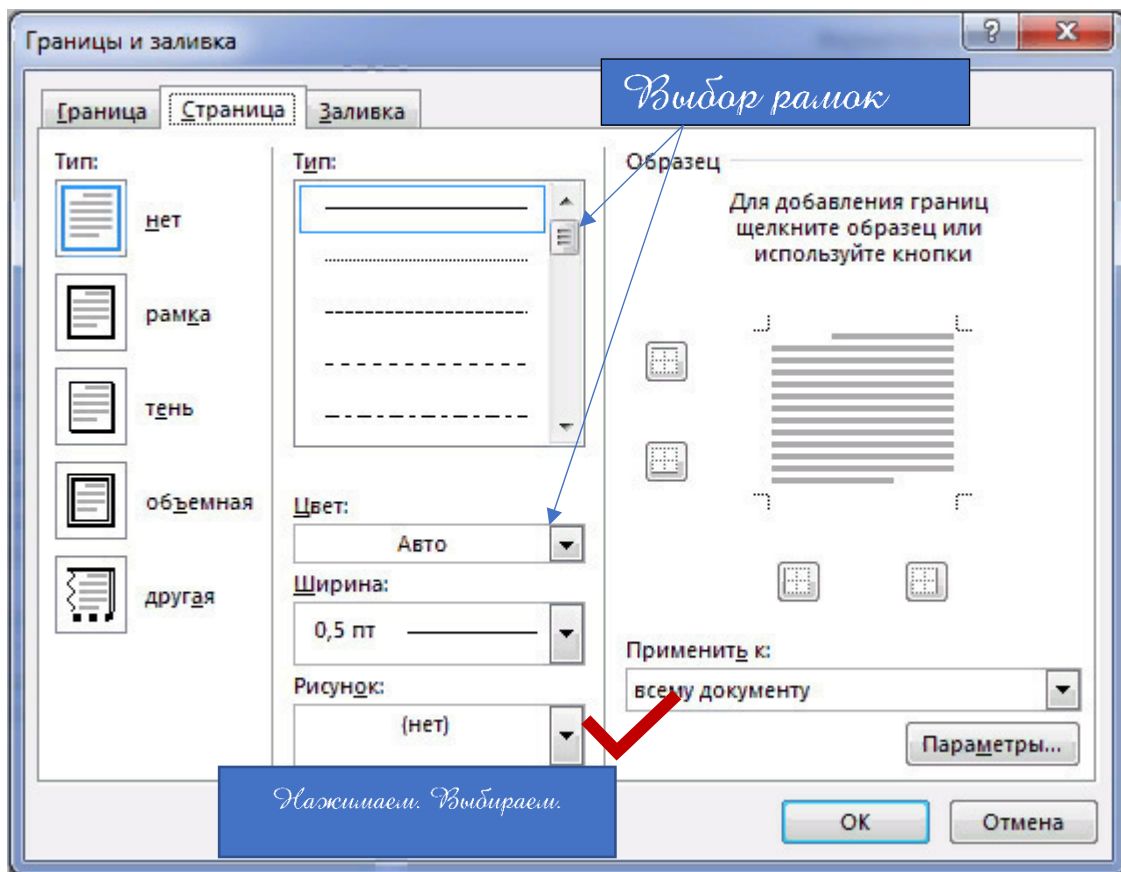 Границы и заливка
?
X
Выбор рамок
Граница
Страница
Заливка
Тип:
нет
рамка
тень
объемная
другая
Тип:
Цвет:
Авто
Ширина:
0,5 пт
Рисунок:
(нет)
Образец
Для добавления границ
щелкните образец или
используйте кнопки
Применить к:
всему документу
Параметры...
Нажимаем. Выбираем.
ОК
Отмена